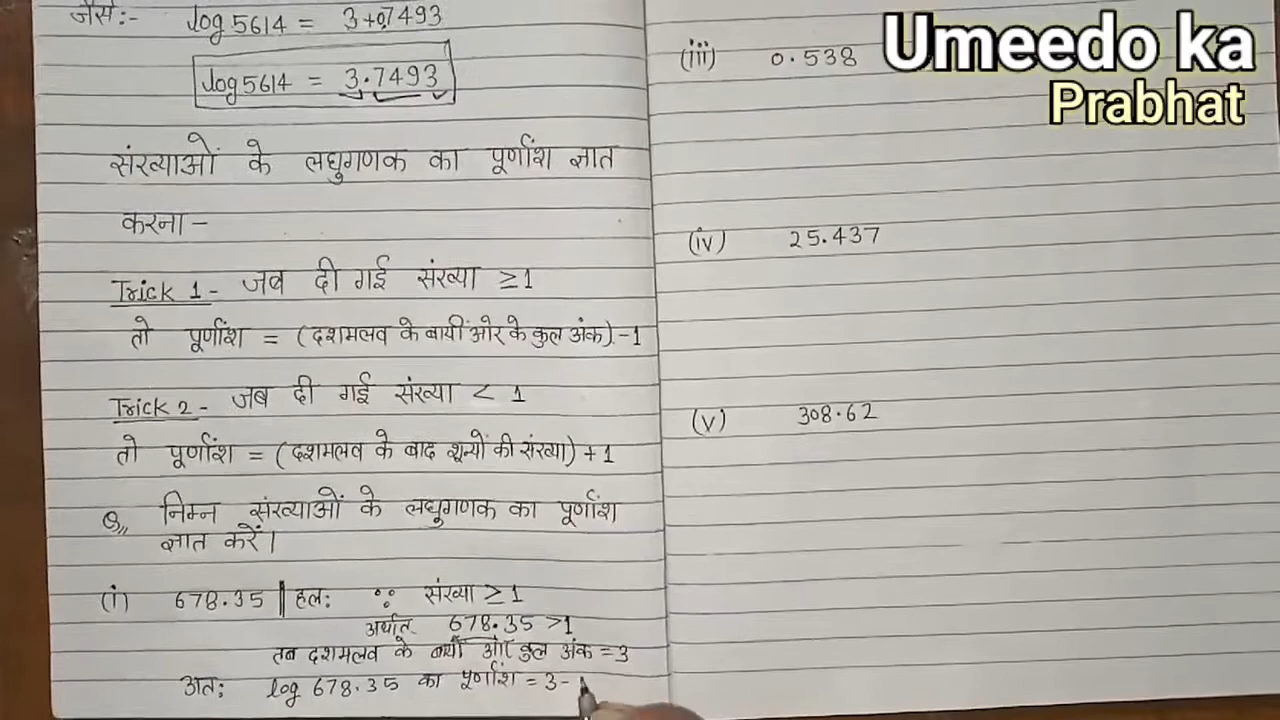 जैसे:- log 5614 = 3+0.7493
log 5614 = 3.7493
संख्याओं के लघुगणक का पूर्णांश ज्ञात
करना -
Trick 1 - जब दी गई संख्या ≥ 1
तो पूर्णांश = (दशमलव के बायीं ओर के कुल अंक) - 1
Trick 2 - जब दी गई संख्या < 1
तो पूर्णांश = (दशमलव के बाद शून्यों की संख्या) + 1
Q,, निम्न संख्याओं के लघुगणक का पूर्णांश
ज्ञात करें।
(i) 678.35 | हल: ∵ संख्या ≥ 1
अर्थात 678.35 > 1
तब दशमलव के बायीं ओर कुल अंक = 3
अतः log 678.35 का पूर्णांश = 3 -
(iii) 0.538
(iv) 25.437
(v) 308.62
Umeedo ka
Prabhat